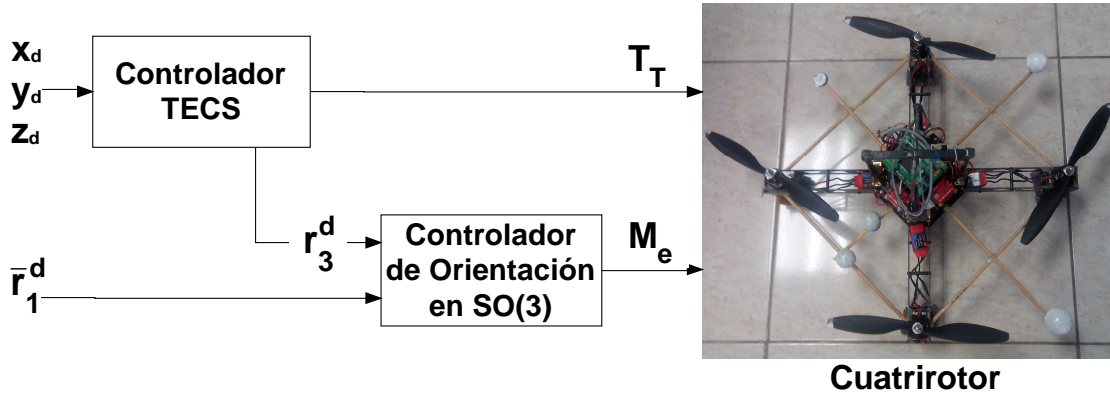 x_d
y_d
z_d
Controlador
TECS
T_T
r_3^d
r̅_1^d
Controlador
de Orientación
en SO(3)
M_e
Cuatrirotor